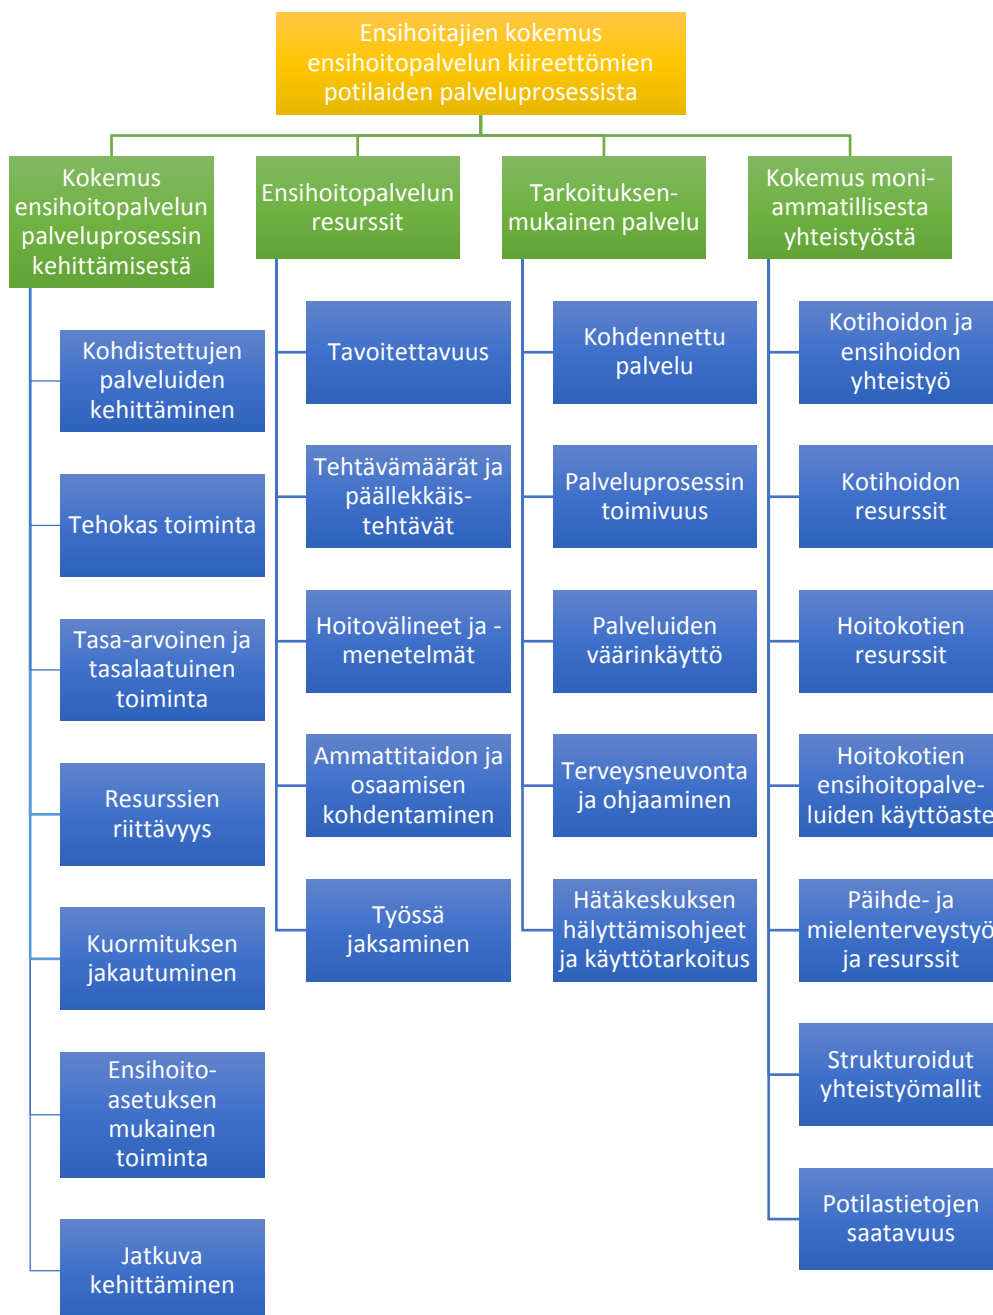 Ensihoitajien kokemus
ensihoitopalvelun kiireettömien
potilaiden palveluprosessista
Kokemus
ensihoitopalvelun
palveluprosessin
kehittämisestä
Kohdistettujen
palveluiden
kehittäminen
Tehokas toiminta
Tasa-arvoinen ja
tasalaatuinen
toiminta
Resurssien
riittävyys
Kuormituksen
jakautuminen
Ensihoito-
asetuksen
mukainen
toiminta
Jatkuva
kehittäminen
Ensihoitopalvelun
resurssit
Tavoitettavuus
Tehtävämäärät ja
päällekkäis-
tehtävät
Hoitovälineet ja -
menetelmät
Ammattitaidon ja
osaamisen
kohdentaminen
Työssä
jaksaminen
Tarkoituksen-
mukainen palvelu
Kohdennettu
palvelu
Palveluprosessin
toimivuus
Palveluiden
väärinkäyttö
Terveysneuvonta
ja ohjaaminen
Hätäkeskuksen
hälyttämisohjeet
ja käyttötarkoitus
Kokemus moni-
ammatillisesta
yhteistyöstä
Kotihoidon ja
ensihoidon
yhteistyö
Kotihoidon
resurssit
Hoitokotien
resurssit
Hoitokotien
ensihoitopalve-
luiden käyttöaste
Päihde- ja
mielenterveystyö
ja resurssit
Strukturoidut
yhteistyömallit
Potilastietojen
saatavuus